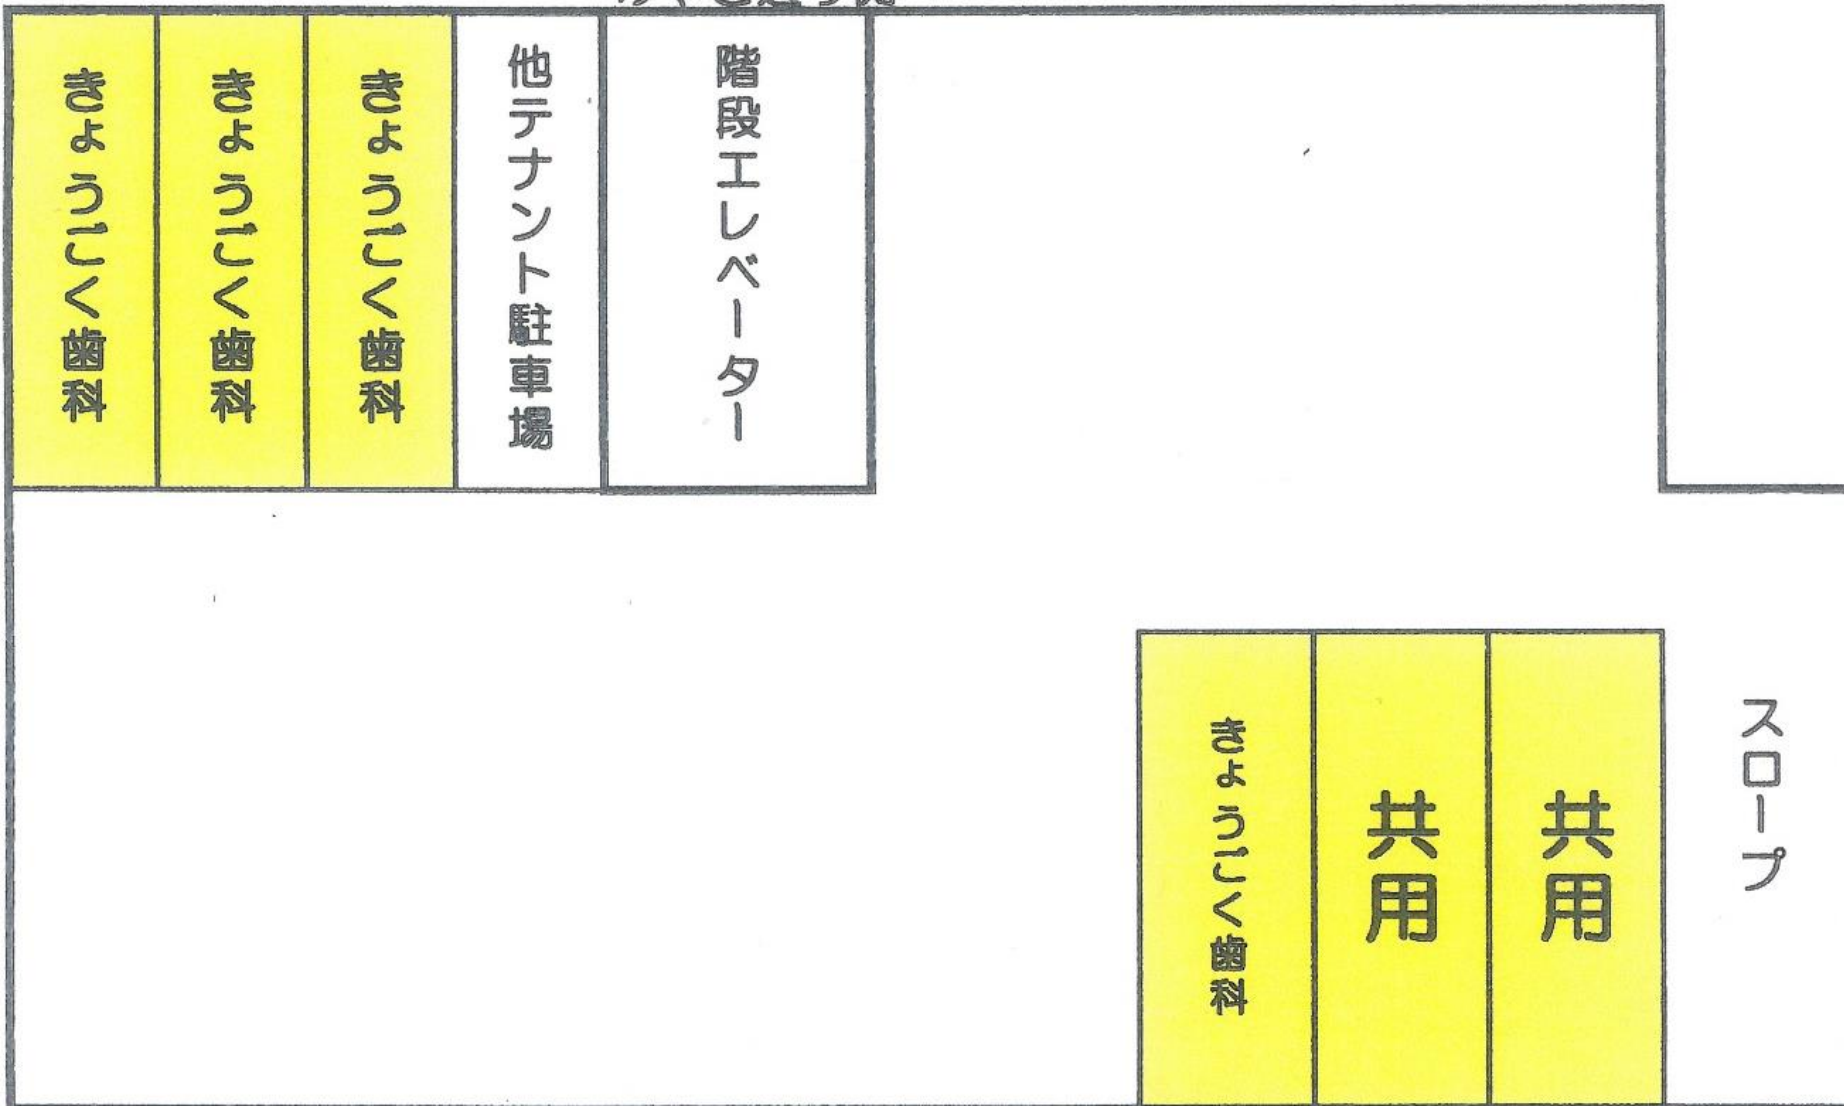 きょうごく歯科
きょうごく歯科
きょうごく歯科
他テナント駐車場
階段エレベーター
きょうごく歯科
共用
共用
スロープ